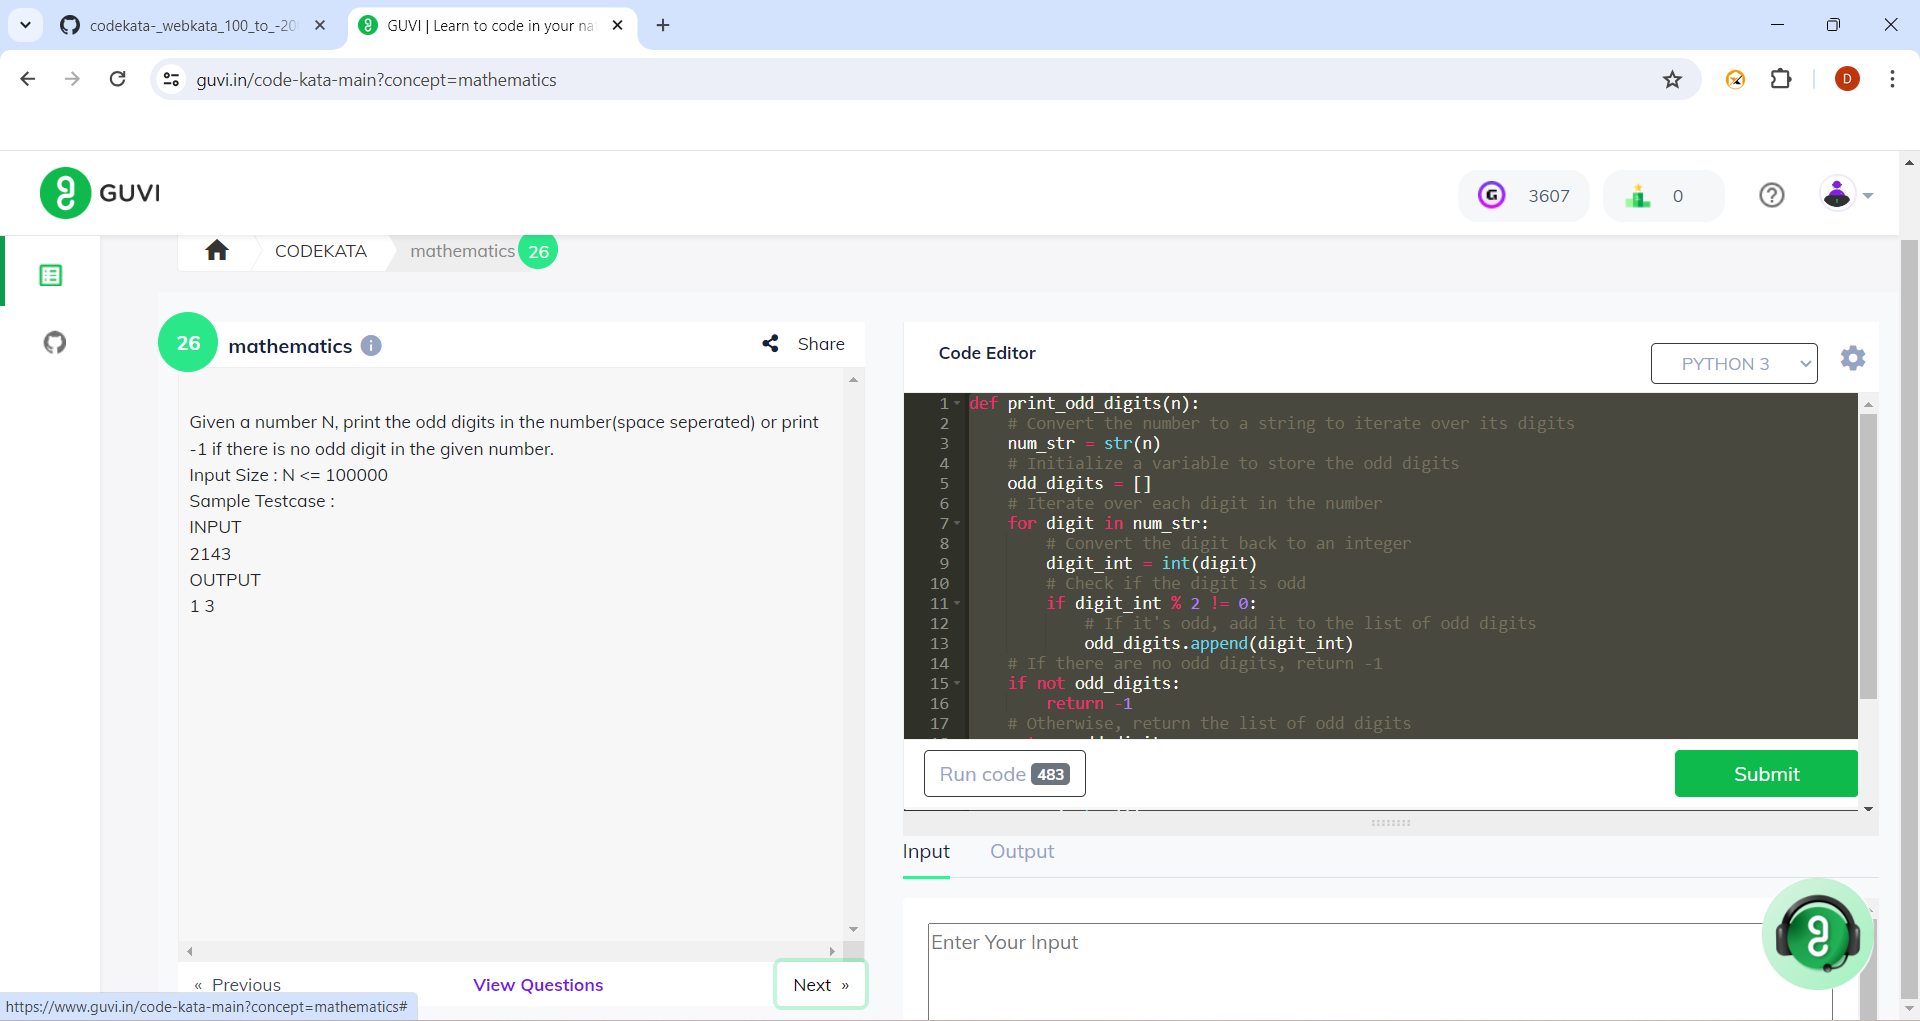 codekata-_webkata_100_to_-20
GUVI | Learn to code in your na
guvi.in/code-kata-main?concept=mathematics
D
GUVI
G 3607
0
CODEKATA
mathematics 26
26 mathematics
Share
Given a number N, print the odd digits in the number(space seperated) or print
-1 if there is no odd digit in the given number.
Input Size : N <= 100000
Sample Testcase :
INPUT
2143
OUTPUT
1 3
« Previous
View Questions
Next »
https://www.guvi.in/code-kata-main?concept=mathematics#
Code Editor
PYTHON 3
1 def print_odd_digits(n):
2 # Convert the number to a string to iterate over its digits
3 num_str = str(n)
4 # Initialize a variable to store the odd digits
5 odd_digits = []
6 # Iterate over each digit in the number
7 for digit in num_str:
8 # Convert the digit back to an integer
9 digit_int = int(digit)
10 # Check if the digit is odd
11 if digit_int % 2 != 0:
12 # If it's odd, add it to the list of odd digits
13 odd_digits.append(digit_int)
14 # If there are no odd digits, return -1
15 if not odd_digits:
16 return -1
17 # Otherwise, return the list of odd digits
Run code 483
Submit
Input
Output
Enter Your Input